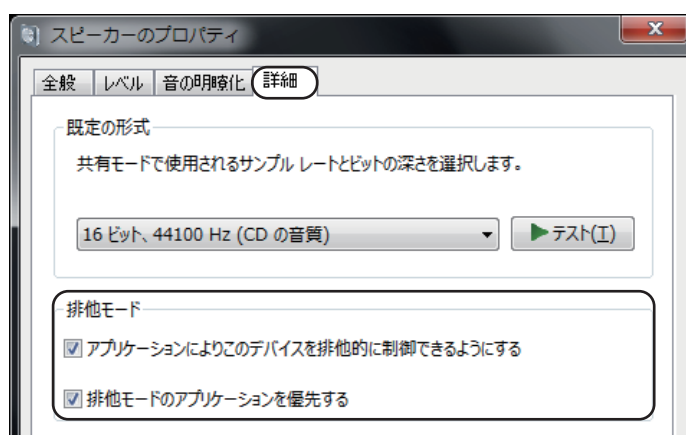 スピーカーのプロパティ
全般 レベル 音の明瞭化 詳細
既定の形式
共有モードで使用されるサンプル レートとビットの深さを選択します。
16 ビット、44100 Hz (CD の音質) テスト(T)
排他モード
アプリケーションによりこのデバイスを排他的に制御できるようにする
排他モードのアプリケーションを優先する